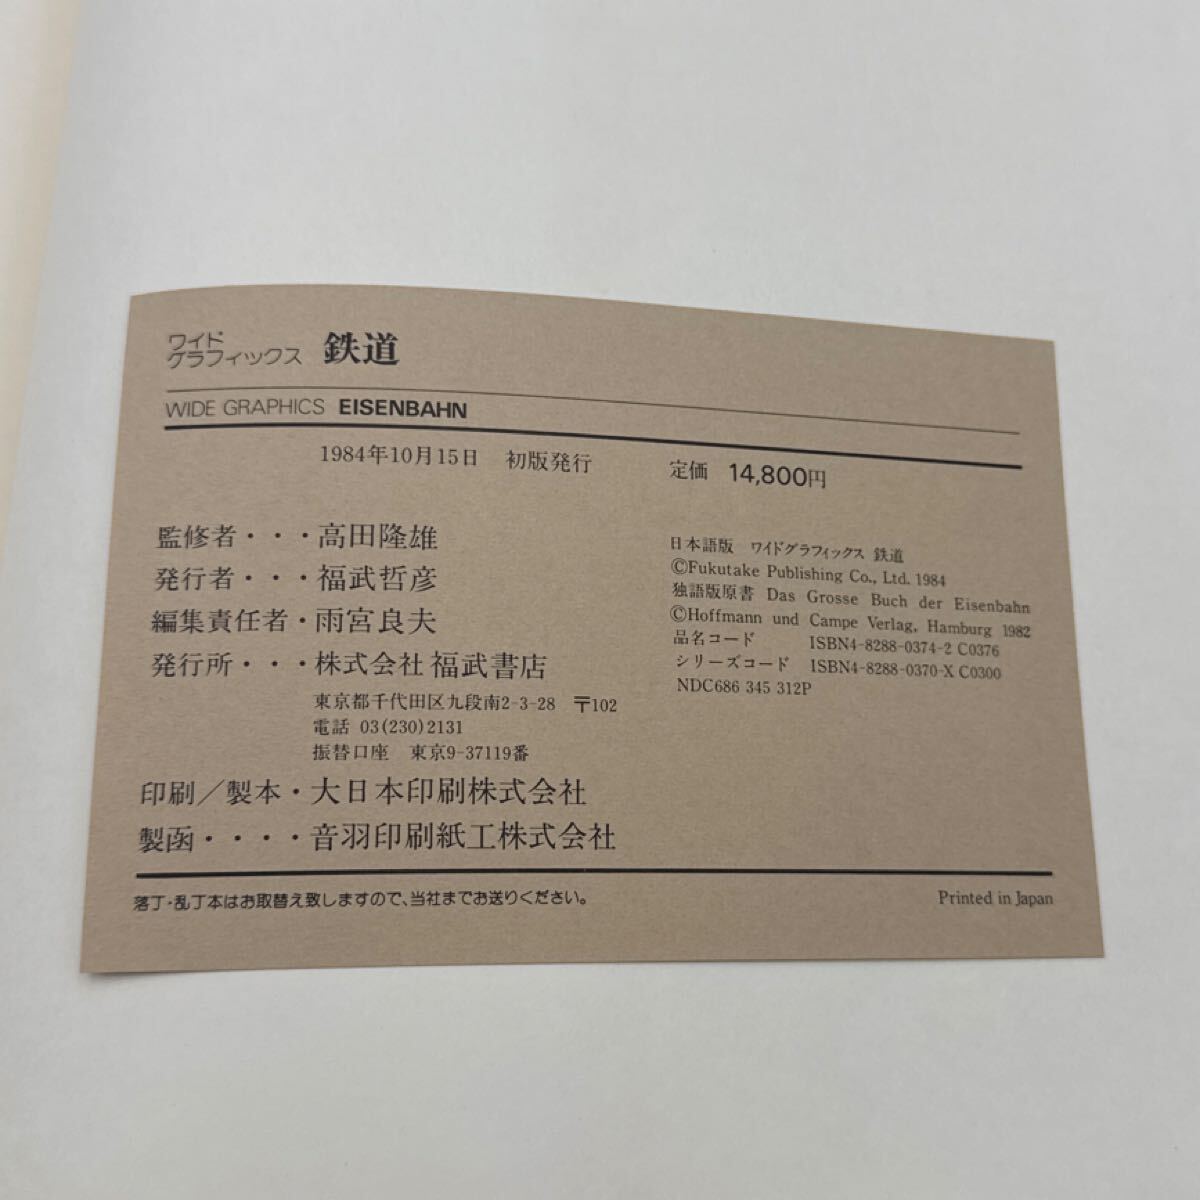 ワイド
グラフィックス 鉄道
WIDE GRAPHICS EISENBAHN
1984年10月15日 初版発行
定価 14,800円
監修者・・・高田隆雄
発行者・・・福武哲彦
編集責任者・雨宮良夫
発行所・・・株式会社 福武書店
東京都千代田区九段南2-3-28 〒102
電話 03(230)2131
振替口座 東京9-37119番
印刷/製本・大日本印刷株式会社
製函・・・・音羽印刷紙工株式会社
日本語版 ワイドグラフィックス 鉄道
©Fukutake Publishing Co., Ltd. 1984
独語版原書 Das Grosse Buch der Eisenbahn
©Hoffmann und Campe Verlag, Hamburg 1982
品名コード ISBN4-8288-0374-2 C0376
シリーズコード ISBN4-8288-0370-X C0300
NDC686 345 312P
落丁・乱丁本はお取替え致しますので、当社までお送りください。
Printed in Japan